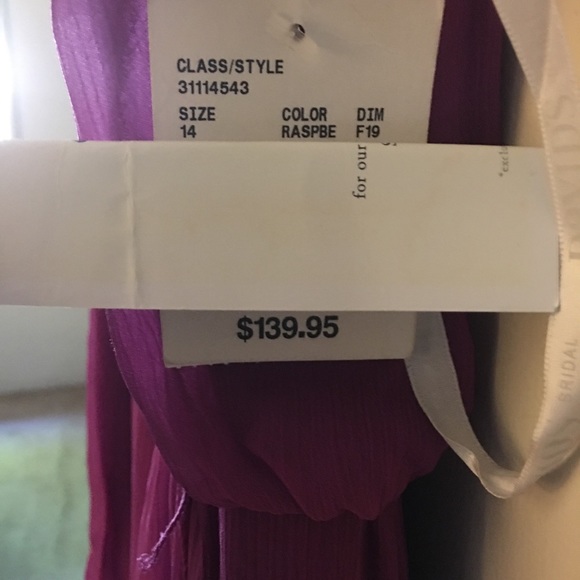 CLASS/STYLE
31114543
SIZE COLOR DIM
14 RASPBE F19
for our
$139.95
BRIDAL